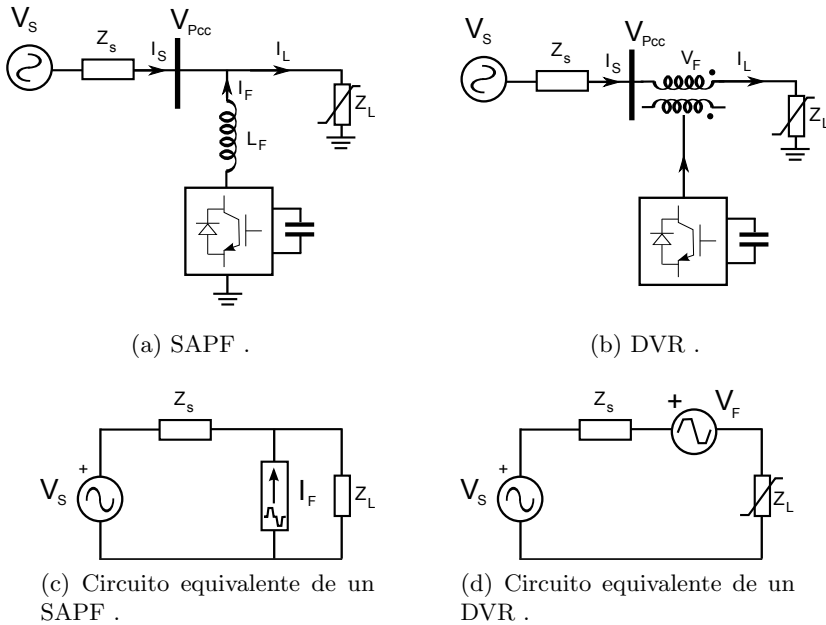 V_S
Z_s
I_S
V_Pcc
I_L
I_F
Z_L
L_F
(a) SAPF .
V_S
Z_s
I_S
V_Pcc
V_F
I_L
Z_L
(b) DVR .
Z_s
+
V_S
I_F
Z_L
(c) Circuito equivalente de un
SAPF .
Z_s
+
V_F
+
V_S
Z_L
(d) Circuito equivalente de un
DVR .